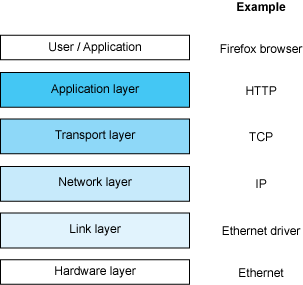 Example
User / Application Firefox browser
Application layer HTTP
Transport layer TCP
Network layer IP
Link layer Ethernet driver
Hardware layer Ethernet